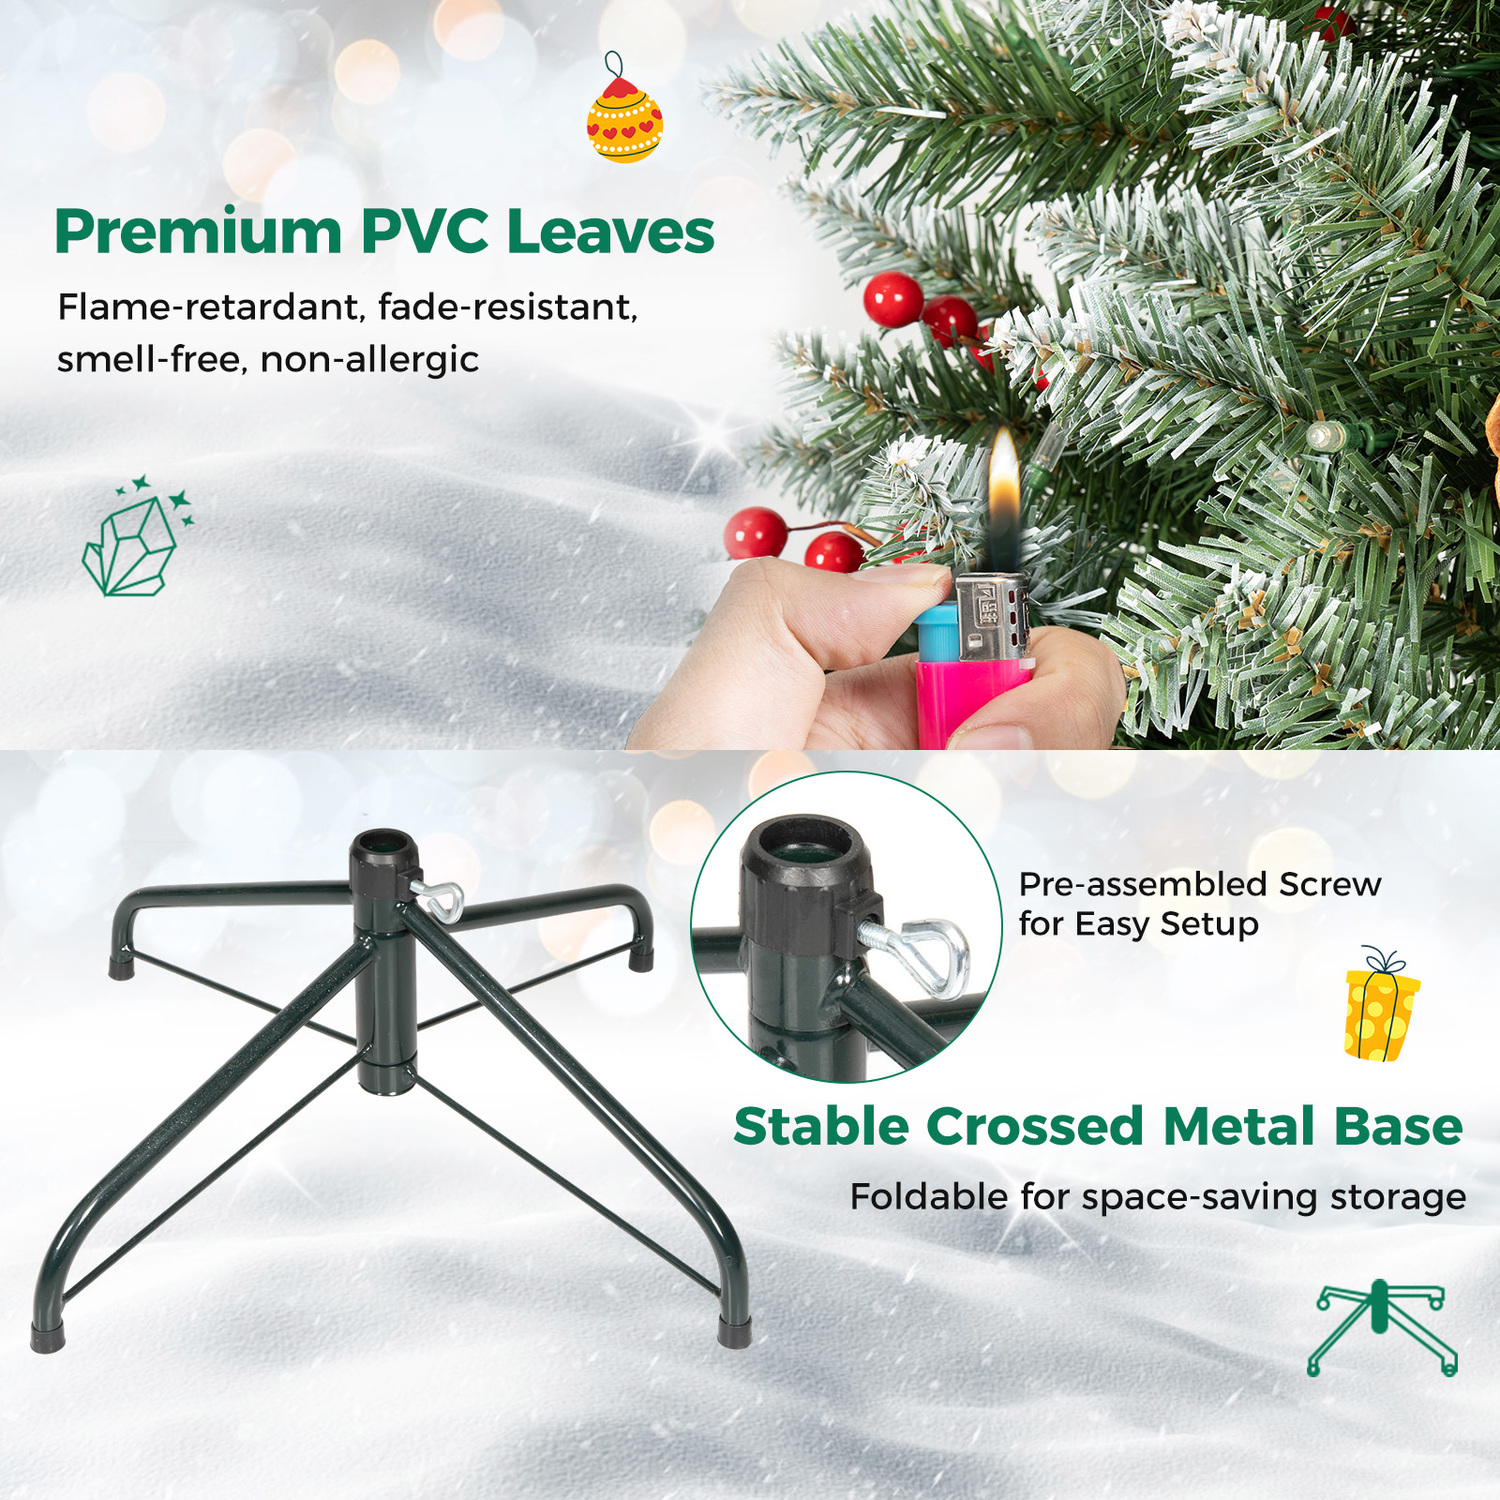 Premium PVC Leaves
Flame-retardant, fade-resistant,
smell-free, non-allergic
Pre-assembled Screw
for Easy Setup
Stable Crossed Metal Base
Foldable for space-saving storage